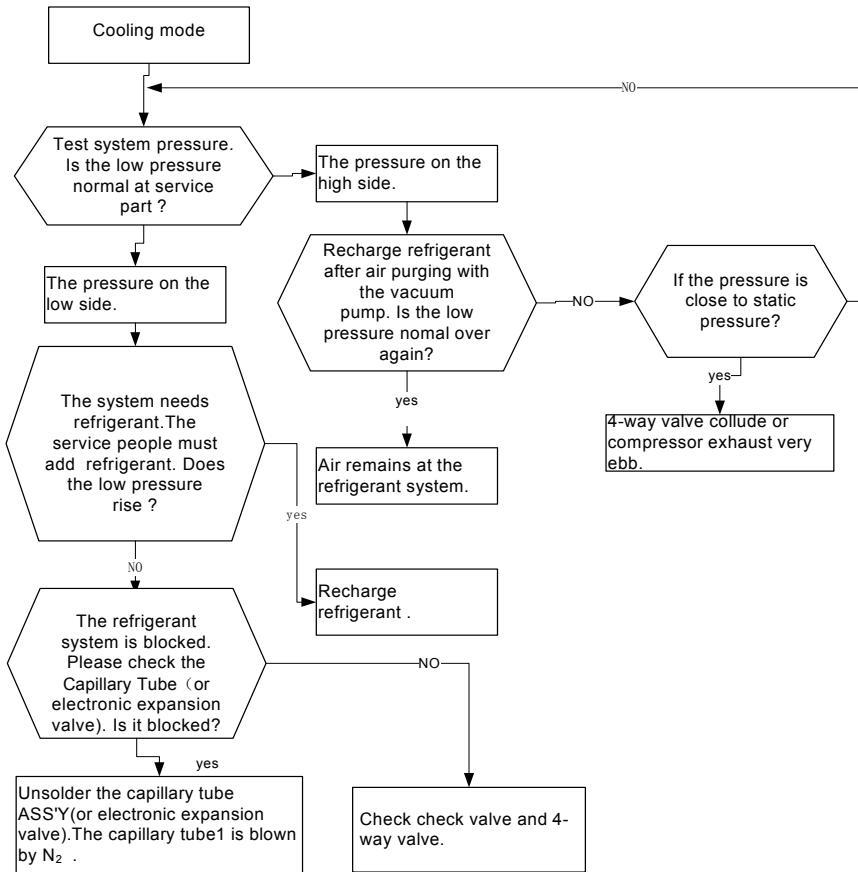 Cooling mode
NO
Test system pressure.
Is the low pressure
normal at service
part ?
The pressure on the
high side.
The pressure on the
low side.
Recharge refrigerant
after air purging with
the vacuum
pump. Is the low
pressure nomal over
again?
NO
If the pressure is
close to static
pressure?
yes
yes
4-way valve collude or
compressor exhaust very
ebb.
The system needs
refrigerant.The
service people must
add refrigerant. Does
the low pressure
rise ?
Air remains at the
refrigerant system.
yes
NO
Recharge
refrigerant .
The refrigerant
system is blocked.
Please check the
Capillary Tube（or
electronic expansion
valve). Is it blocked?
NO
yes
Unsolder the capillary tube
ASS'Y(or electronic expansion
valve).The capillary tube1 is blown
by N₂ .
Check check valve and 4-
way valve.